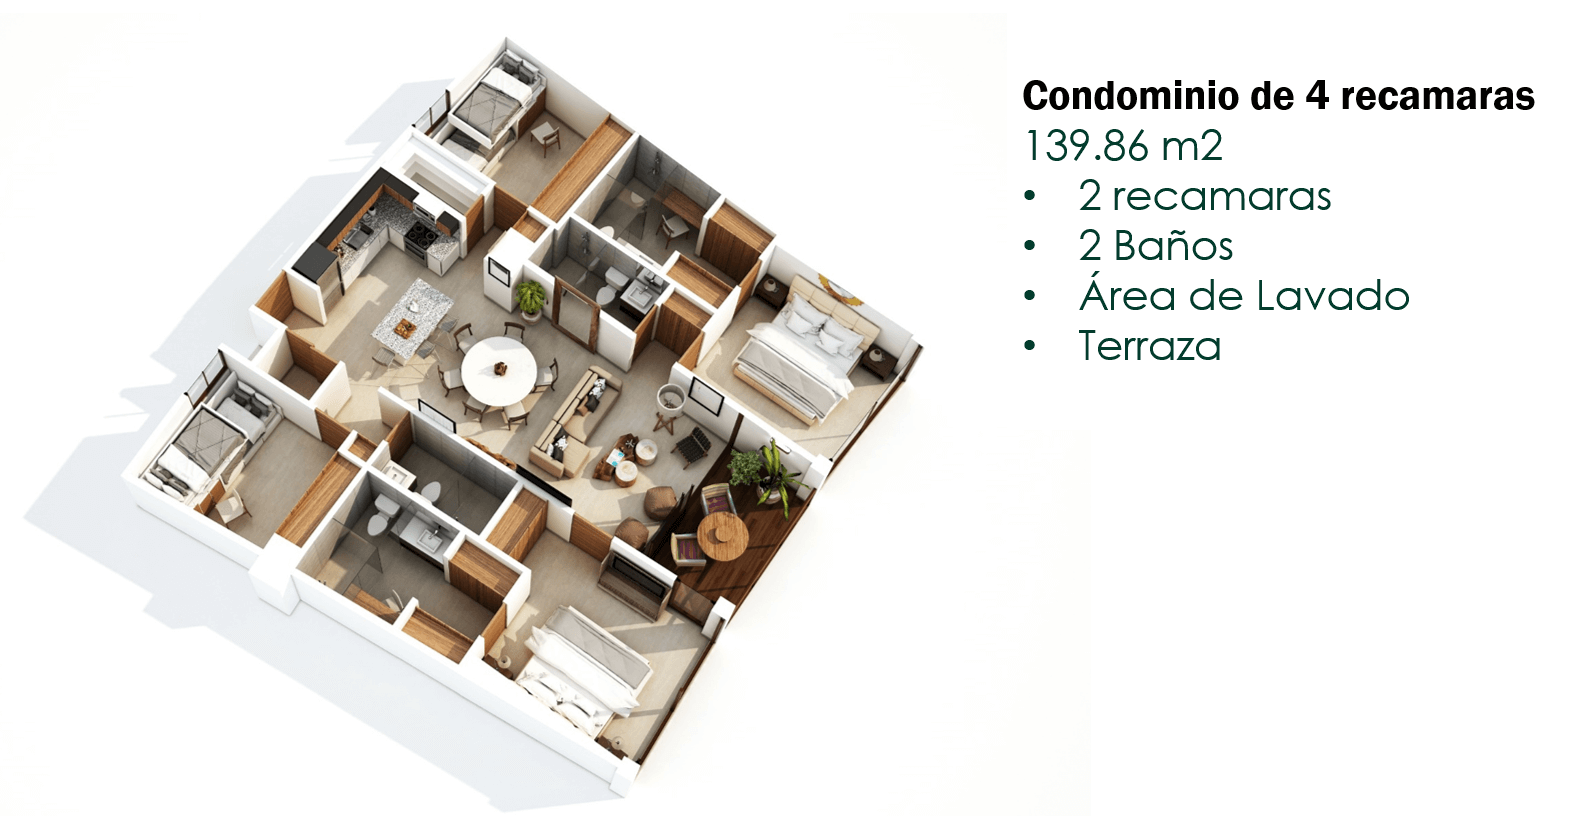 Condominio de 4 recamaras
139.86 m2
• 2 recamaras
• 2 Baños
• Área de Lavado
• Terraza